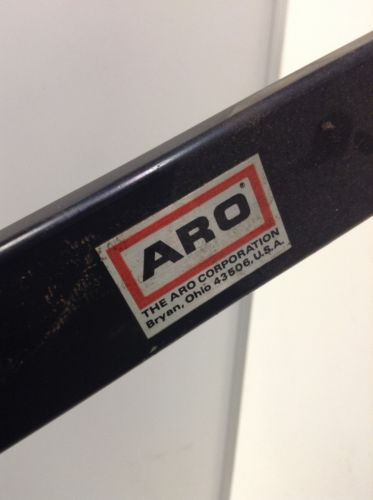 ARO®
THE ARO CORPORATION
Bryan, Ohio 43506, U.S.A.